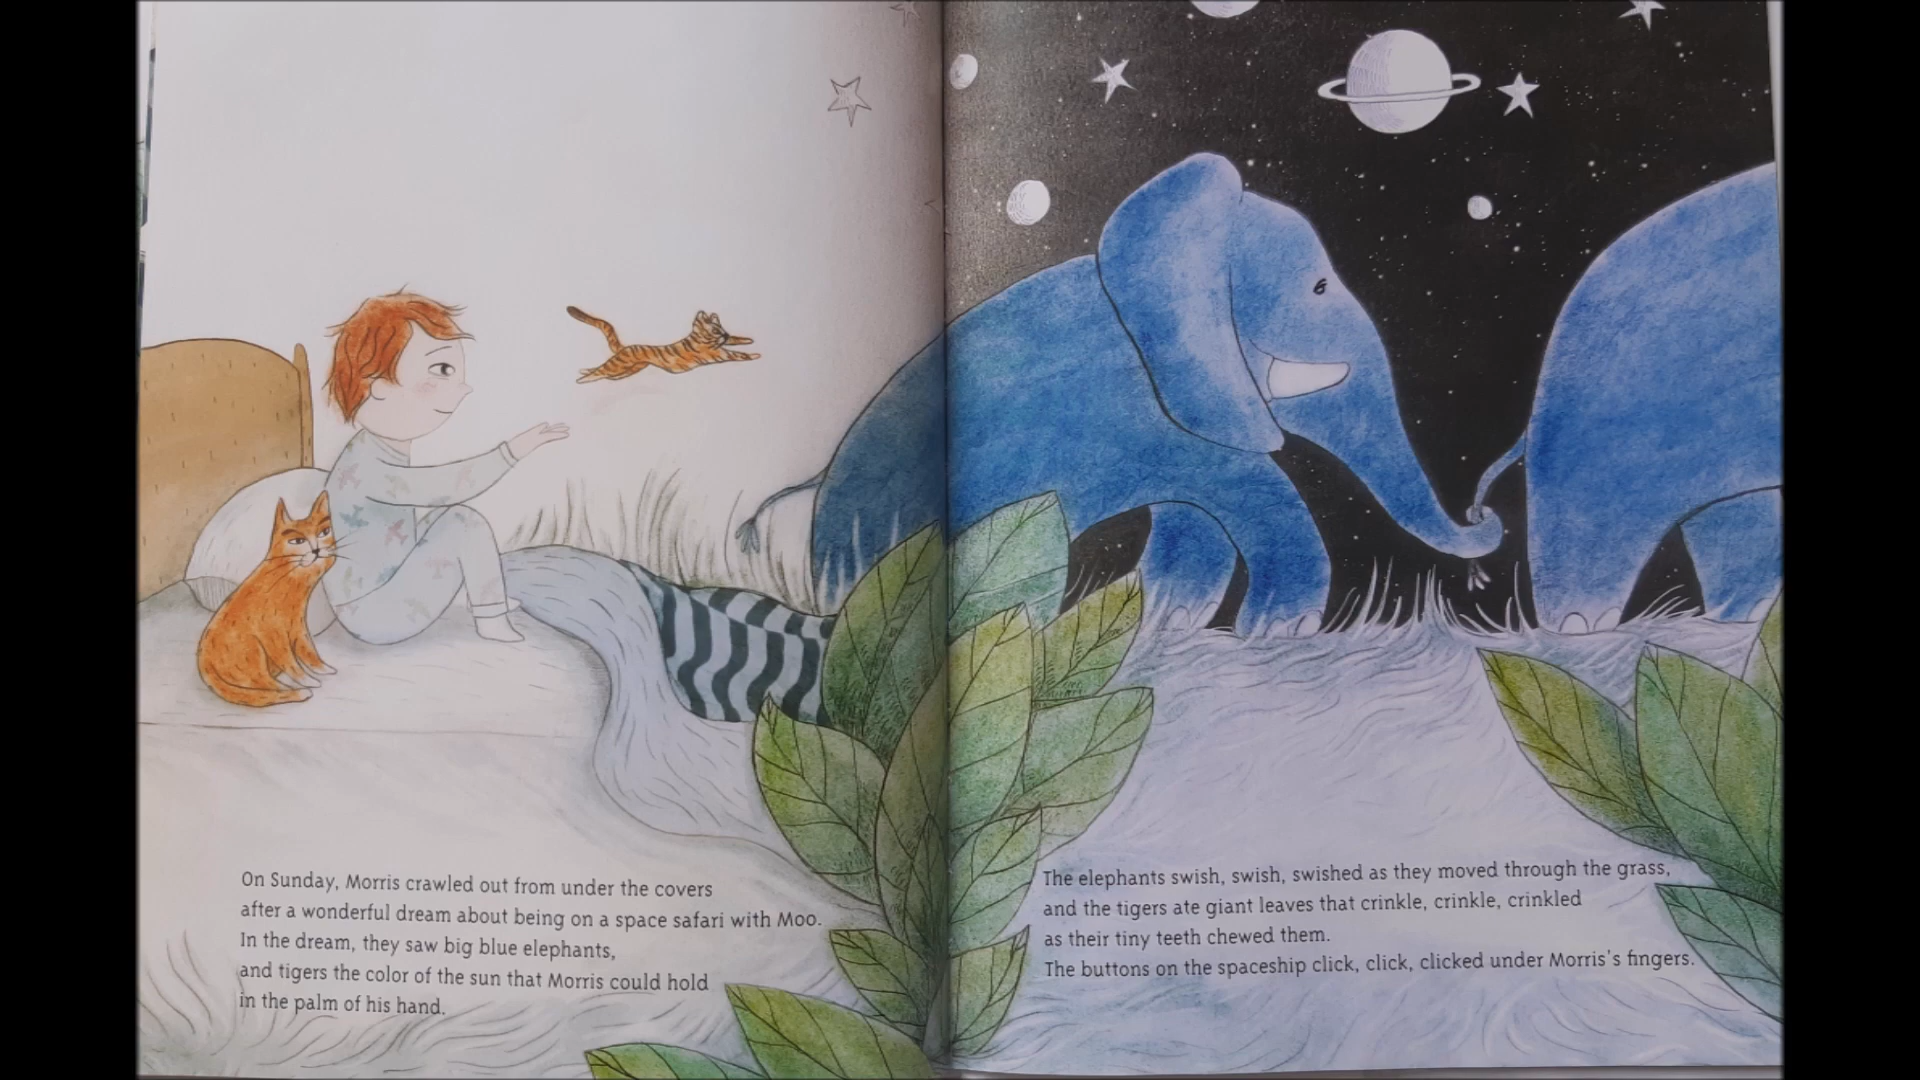 On Sunday, Morris crawled out from under the covers
after a wonderful dream about being on a space safari with Moo.
In the dream, they saw big blue elephants,
and tigers the color of the sun that Morris could hold
in the palm of his hand.
The elephants swish, swish, swished as they moved through the grass,
and the tigers ate giant leaves that crinkle, crinkle, crinkled
as their tiny teeth chewed them.
The buttons on the spaceship click, click, clicked under Morris's fingers.